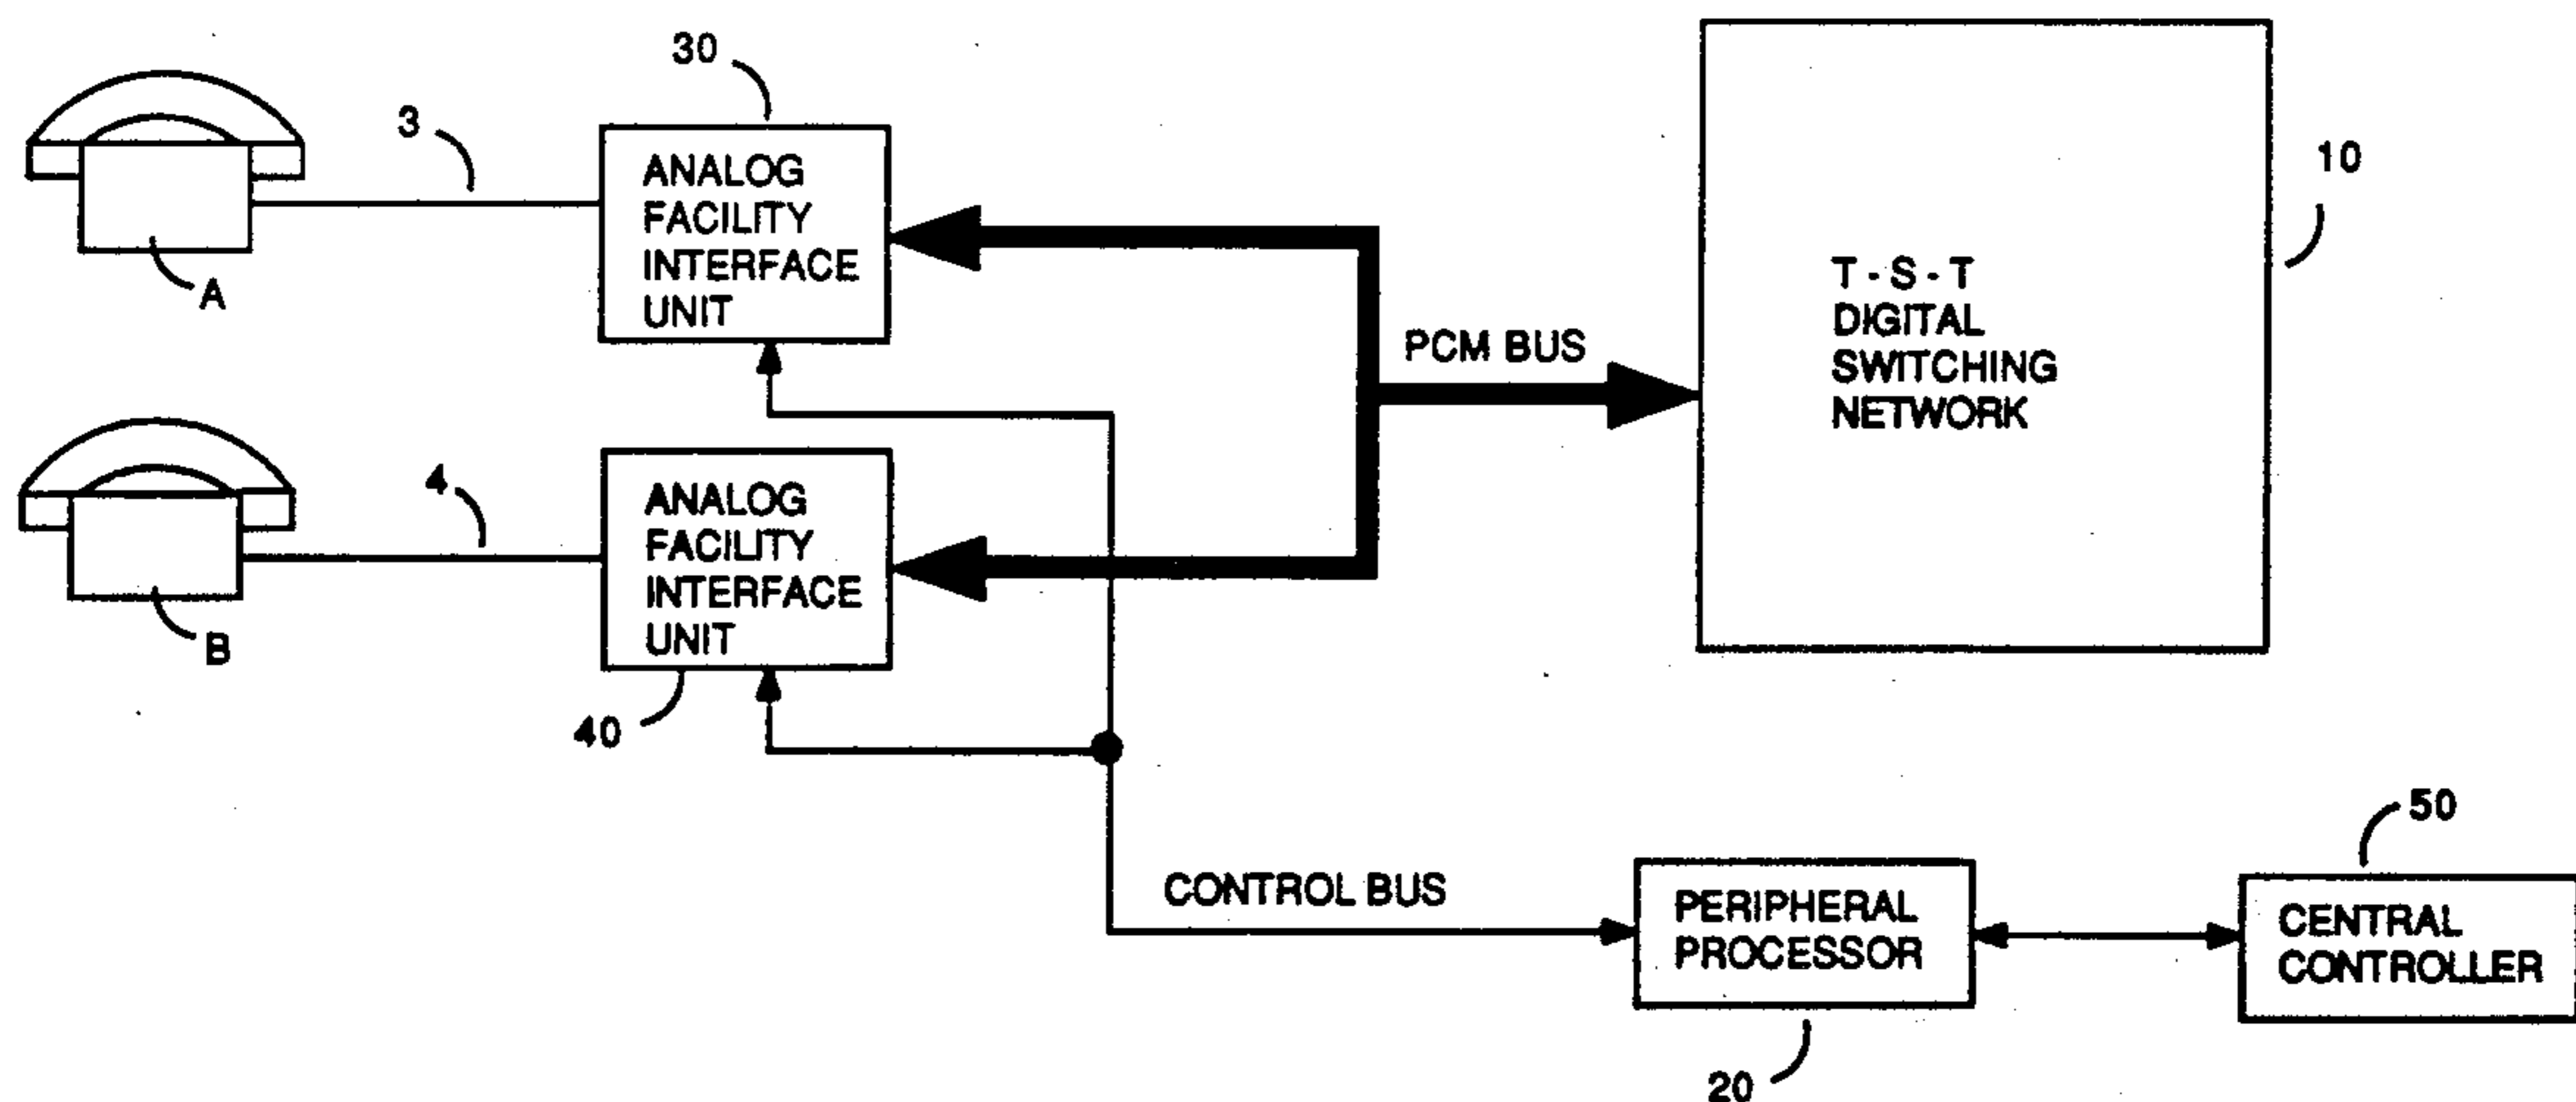 30
3
ANALOG
FACILITY
INTERFACE
UNIT
A
10
T - S - T
DIGITAL
SWITCHING
NETWORK
PCM BUS
4
ANALOG
FACILITY
INTERFACE
UNIT
B
40
50
CONTROL BUS
PERIPHERAL
PROCESSOR
CENTRAL
CONTROLLER
20